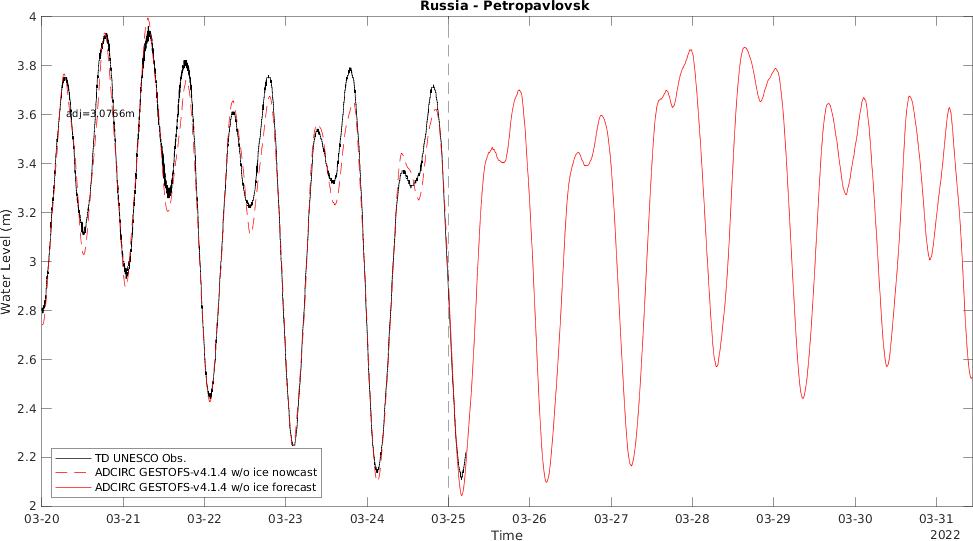 Russia - Petropavlovsk
Water Level (m)
4
3.8
3.6
3.4
3.2
3
2.8
2.6
2.4
2.2
2
adj=3.0766m
TD UNESCO Obs.
ADCIRC GESTOFS-v4.1.4 w/o ice nowcast
ADCIRC GESTOFS-v4.1.4 w/o ice forecast
03-20 03-21 03-22 03-23 03-24 03-25 03-26 03-27 03-28 03-29 03-30 03-31
Time
2022